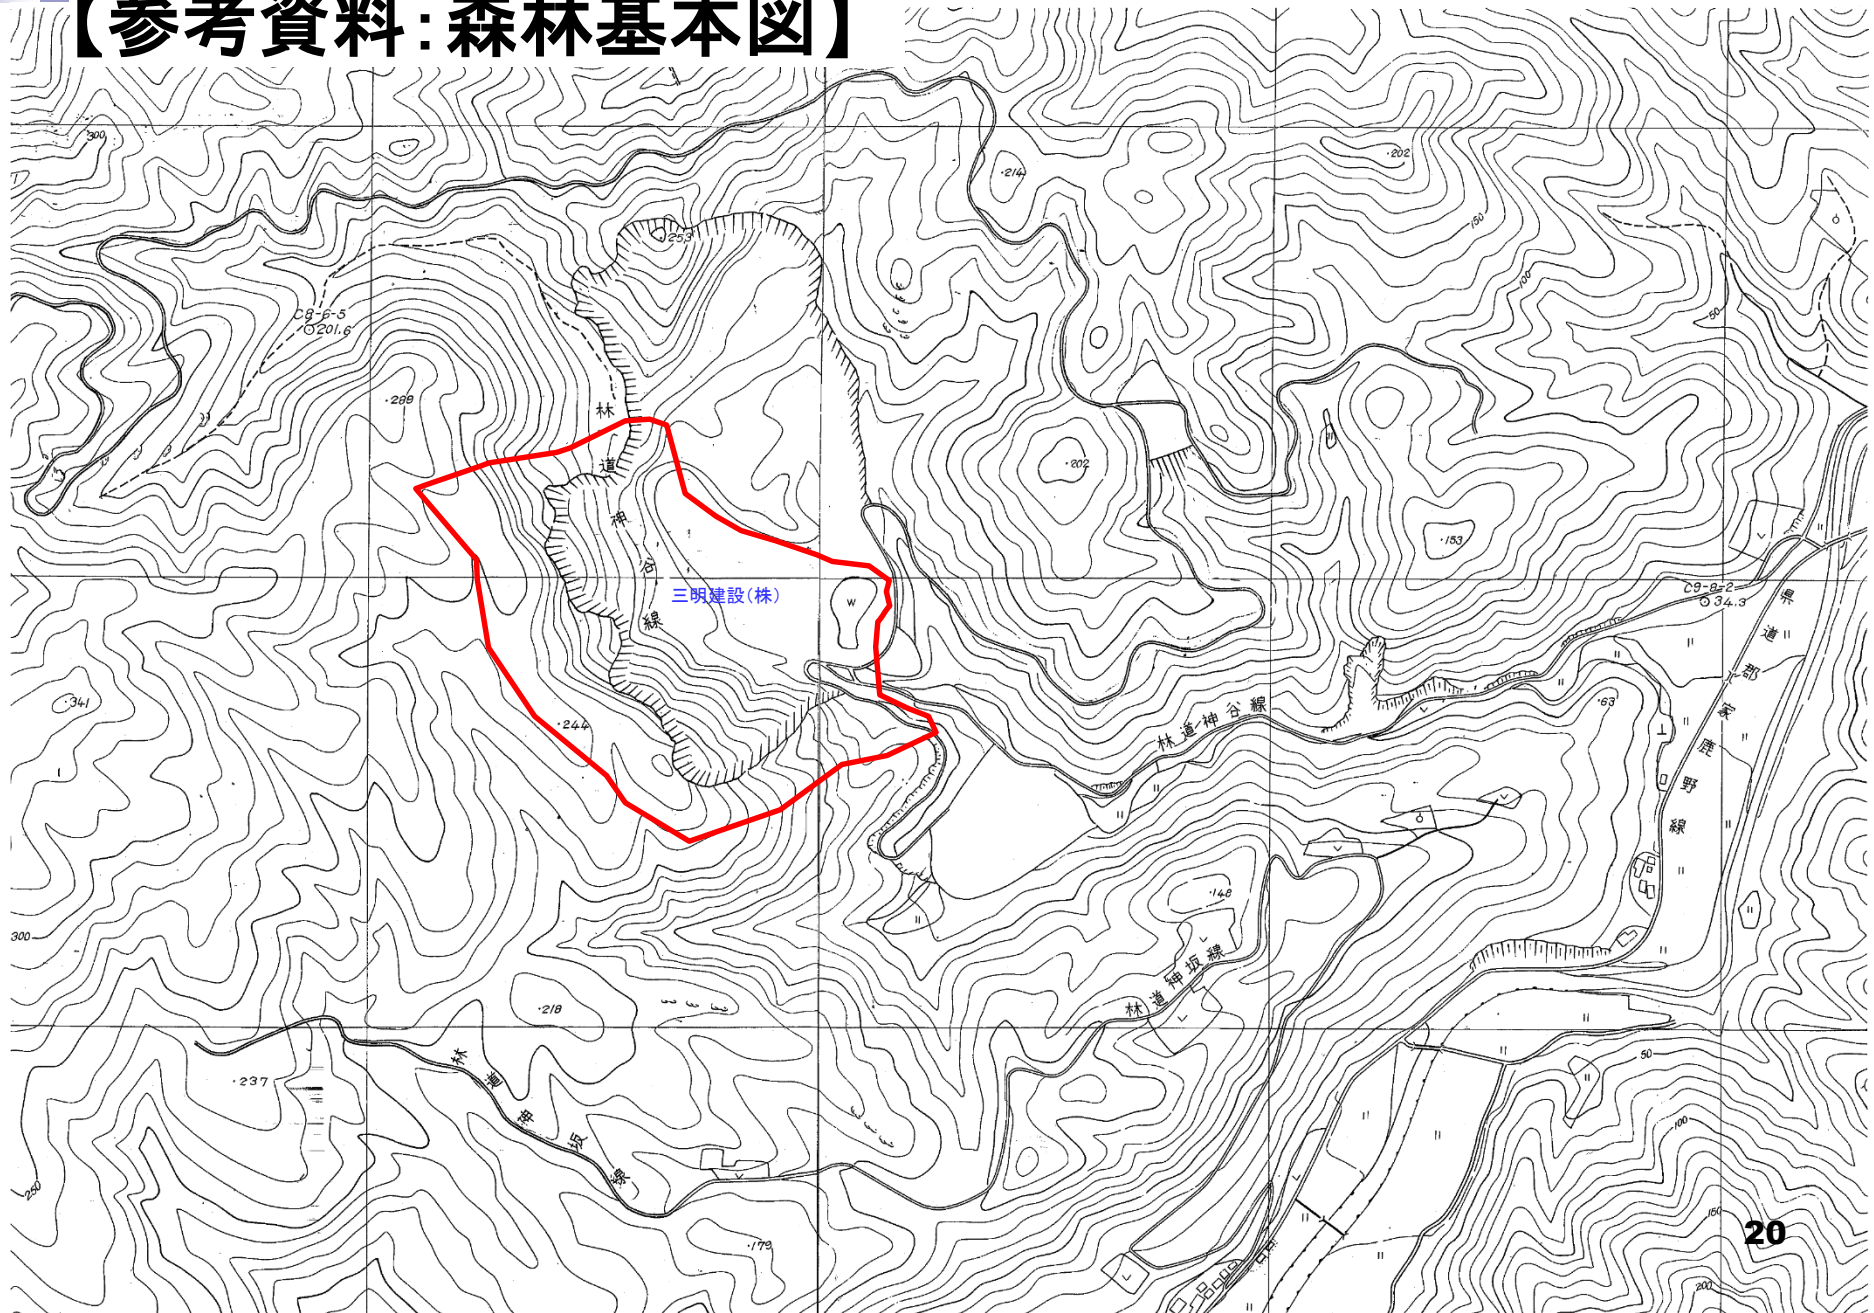 【参考資料:森林基本図】
300
・202
・214
・253
150
100
50
C8-6-5
201.6
・289
林道神谷線
・202
・153
三明建設(株)
W
C9-8-2
34.3
県道郡家鹿野線
・341
・244
林道神谷線
・63
・148
300
林道神坂線
・218
・237
林道神坂線
50
100
250
・179
150
20
200